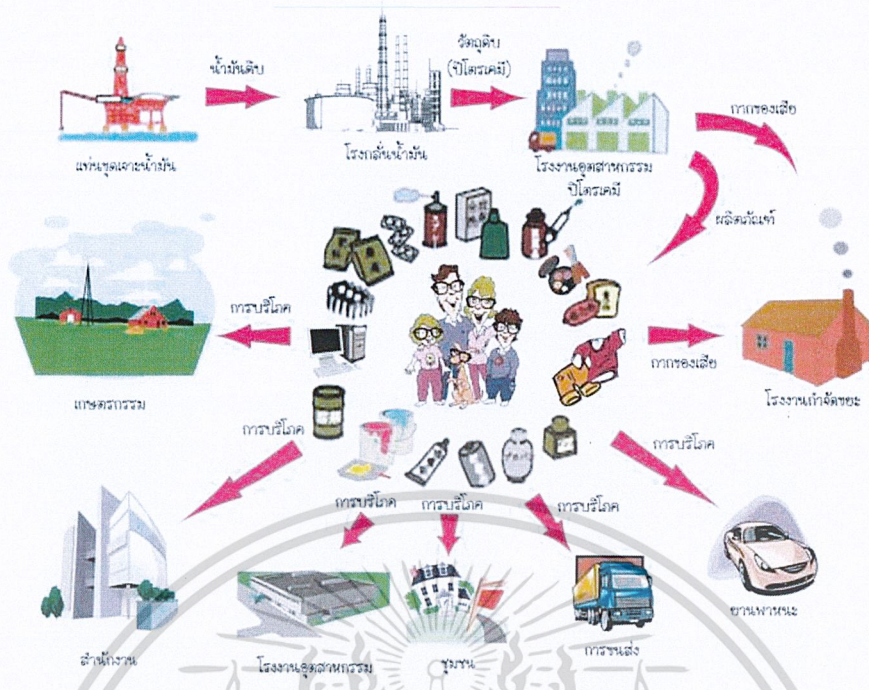 น้ำมันดิบ
วัตถุดิบ
(ปิโตรเคมี)
กากของเสีย
แท่นขุดเจาะน้ำมัน
โรงกลั่นน้ำมัน
โรงงานอุตสาหกรรม
ปิโตรเคมี
ผลิตภัณฑ์
การบริโภค
กากของเสีย
เกษตรกรรม
โรงงานกำจัดขยะ
การบริโภค
การบริโภค
การบริโภค
การบริโภค
การบริโภค
สำนักงาน
โรงงานอุตสาหกรรม
ชุมชน
การขนส่ง
ยานพาหนะ